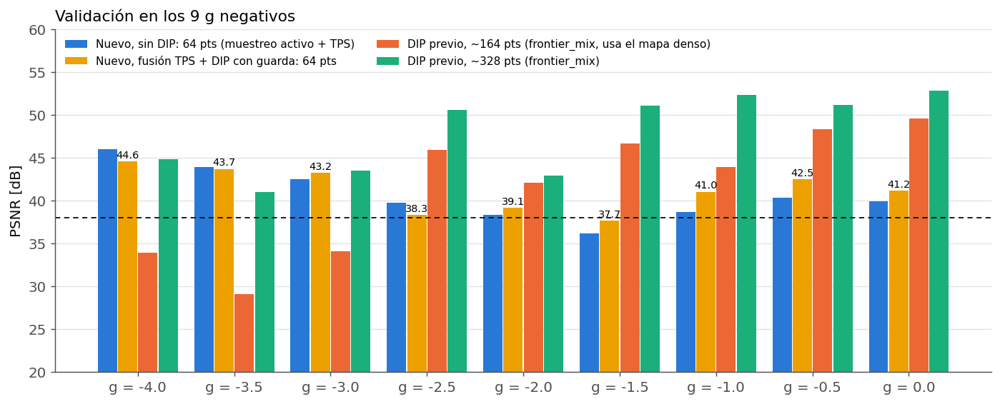 Validación en los 9 g negativos
Nuevo, sin DIP: 64 pts (muestreo activo + TPS)
Nuevo, fusión TPS + DIP con guarda: 64 pts
DIP previo, ~164 pts (frontier_mix, usa el mapa denso)
DIP previo, ~328 pts (frontier_mix)
PSNR [dB]
60
55
50
45
40
35
30
25
20
44.6
43.7
43.2
38.3
39.1
37.7
41.0
42.5
41.2
g = -4.0
g = -3.5
g = -3.0
g = -2.5
g = -2.0
g = -1.5
g = -1.0
g = -0.5
g = 0.0